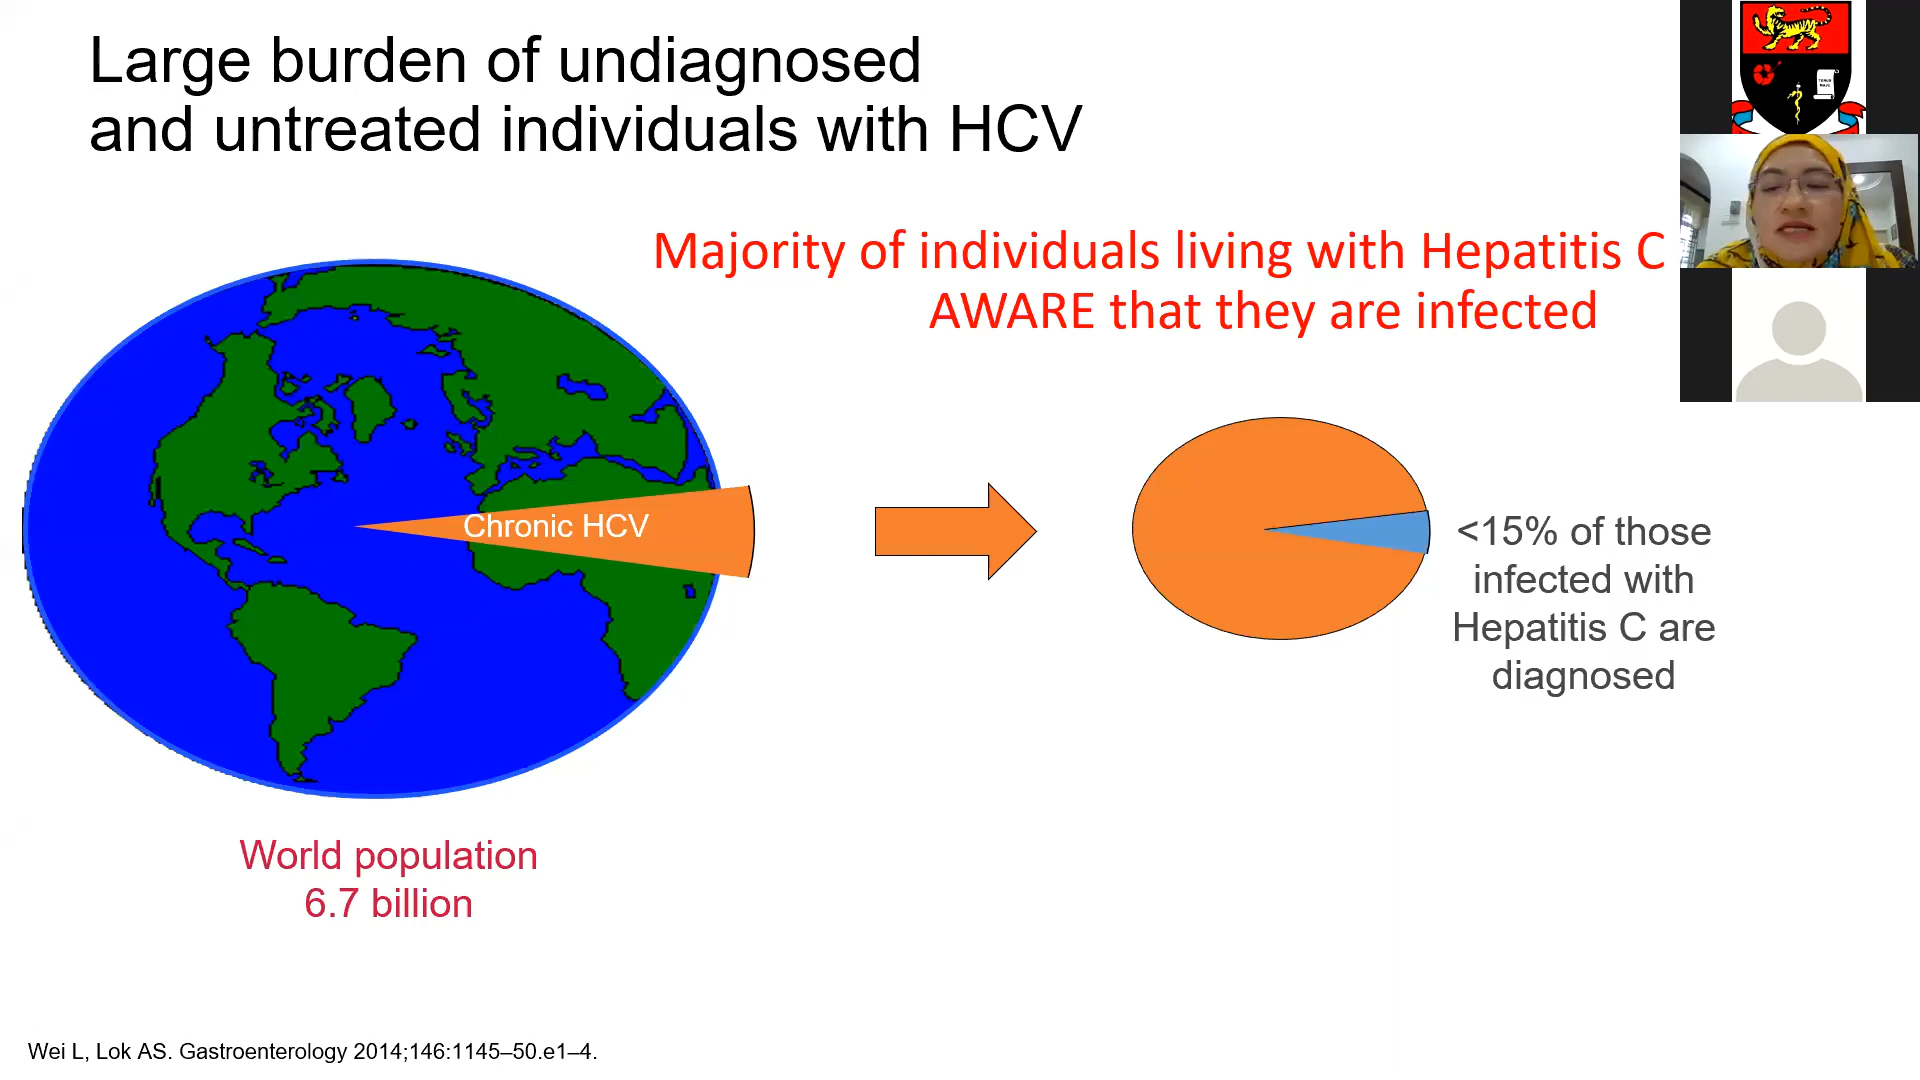 Large burden of undiagnosed
and untreated individuals with HCV
Majority of individuals living with Hepatitis C
AWARE that they are infected
Chronic HCV
<15% of those
infected with
Hepatitis C are
diagnosed
World population
6.7 billion
Wei L, Lok AS. Gastroenterology 2014;146:1145–50.e1–4.